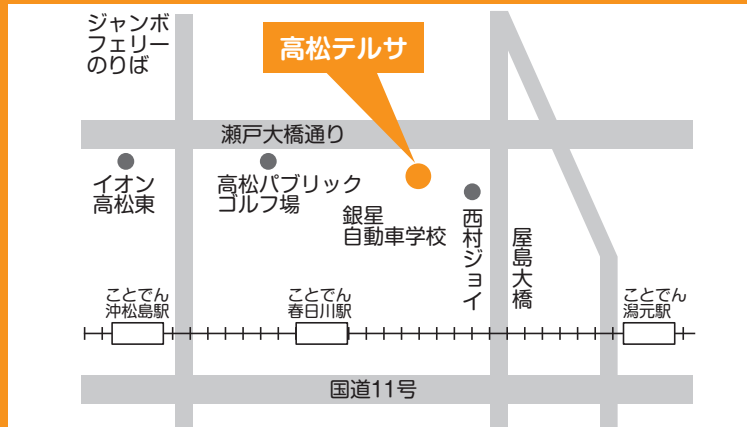 ジャンボ
フェリー
のりば
高松テルサ
瀬戸大橋通り
イオン
高松東
高松パブリック
ゴルフ場
銀星
自動車学校
西村ジョイ
屋島大橋
ことでん
沖松島駅
ことでん
春日川駅
ことでん
潟元駅
国道11号